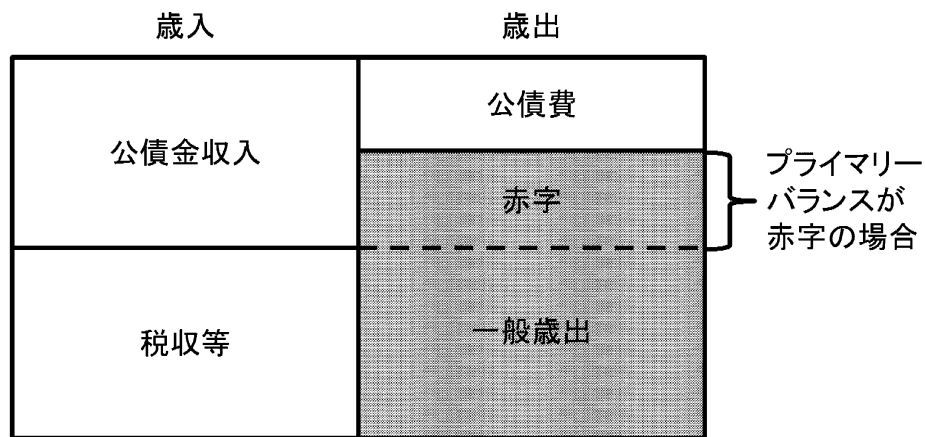 歳入
歳出
公債金収入
公債費
赤字
プライマリー
バランスが
赤字の場合
税収等
一般歳出